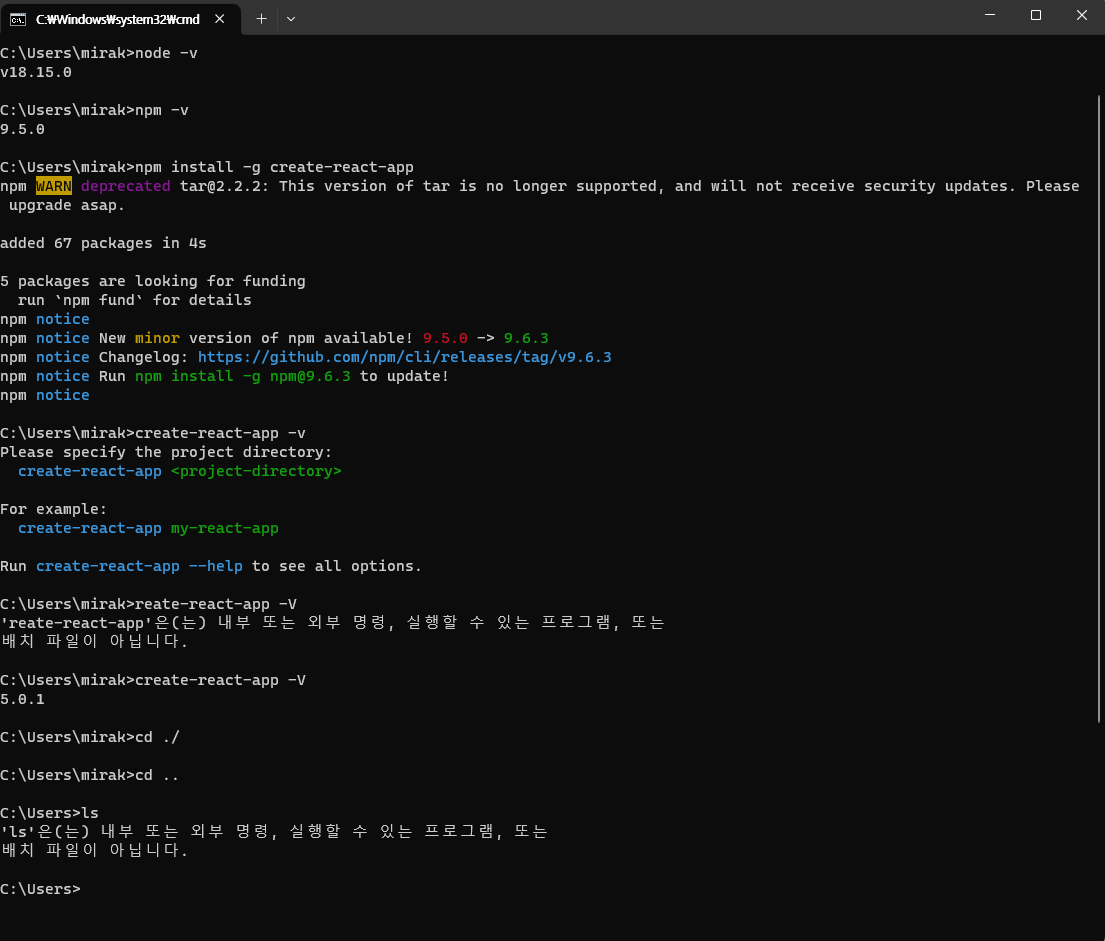 C:₩Windows₩system32₩cmd
C:\Users\mirak>node -v
v18.15.0
C:\Users\mirak>npm -v
9.5.0
C:\Users\mirak>npm install -g create-react-app
npm WARN deprecated tar@2.2.2: This version of tar is no longer supported, and will not receive security updates. Please
upgrade asap.
added 67 packages in 4s
5 packages are looking for funding
run `npm fund` for details
npm notice
npm notice New minor version of npm available! 9.5.0 -> 9.6.3
npm notice Changelog: https://github.com/npm/cli/releases/tag/v9.6.3
npm notice Run npm install -g npm@9.6.3 to update!
npm notice
C:\Users\mirak>create-react-app -v
Please specify the project directory:
create-react-app <project-directory>
For example:
create-react-app my-react-app
Run create-react-app --help to see all options.
C:\Users\mirak>reate-react-app -V
'reate-react-app'은(는) 내부 또는 외부 명령, 실행할 수 있는 프로그램, 또는
배치 파일이 아닙니다.
C:\Users\mirak>create-react-app -V
5.0.1
C:\Users\mirak>cd ./
C:\Users\mirak>cd ..
C:\Users>ls
'ls'은(는) 내부 또는 외부 명령, 실행할 수 있는 프로그램, 또는
배치 파일이 아닙니다.
C:\Users>